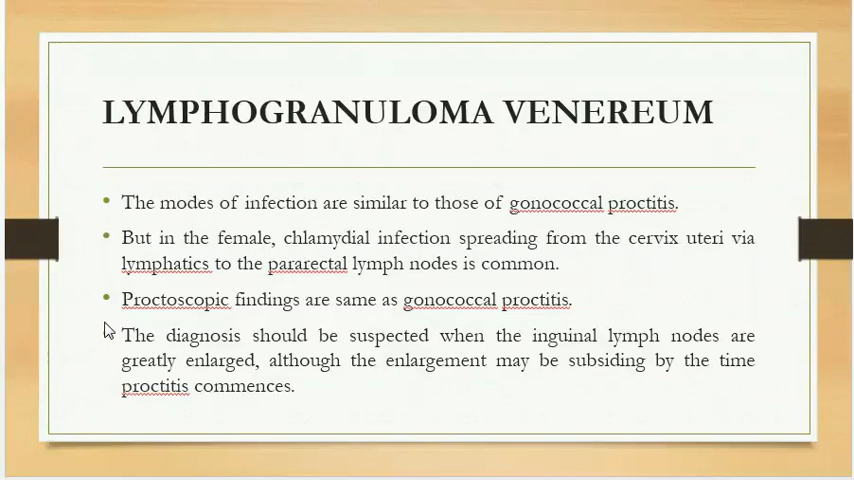 LYMPHOGRANULOMA VENEREUM
• The modes of infection are similar to those of gonococcal proctitis.
• But in the female, chlamydial infection spreading from the cervix uteri via
lymphatics to the pararectal lymph nodes is common.
• Proctoscopic findings are same as gonococcal proctitis.
The diagnosis should be suspected when the inguinal lymph nodes are
greatly enlarged, although the enlargement may be subsiding by the time
proctitis commences.